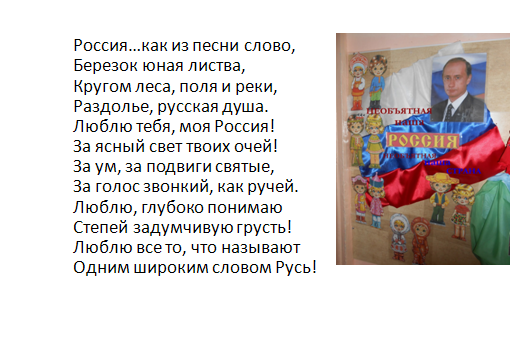 Россия…как из песни слово,
Березок юная листва,
Кругом леса, поля и реки,
Раздолье, русская душа.
Люблю тебя, моя Россия!
За ясный свет твоих очей!
За ум, за подвиги святые,
За голос звонкий, как ручей.
Люблю, глубоко понимаю
Степей задумчивую грусть!
Люблю все то, что называют
Одним широким словом Русь!
НЕОБЪЯТНАЯ
наша
РОССИЯ